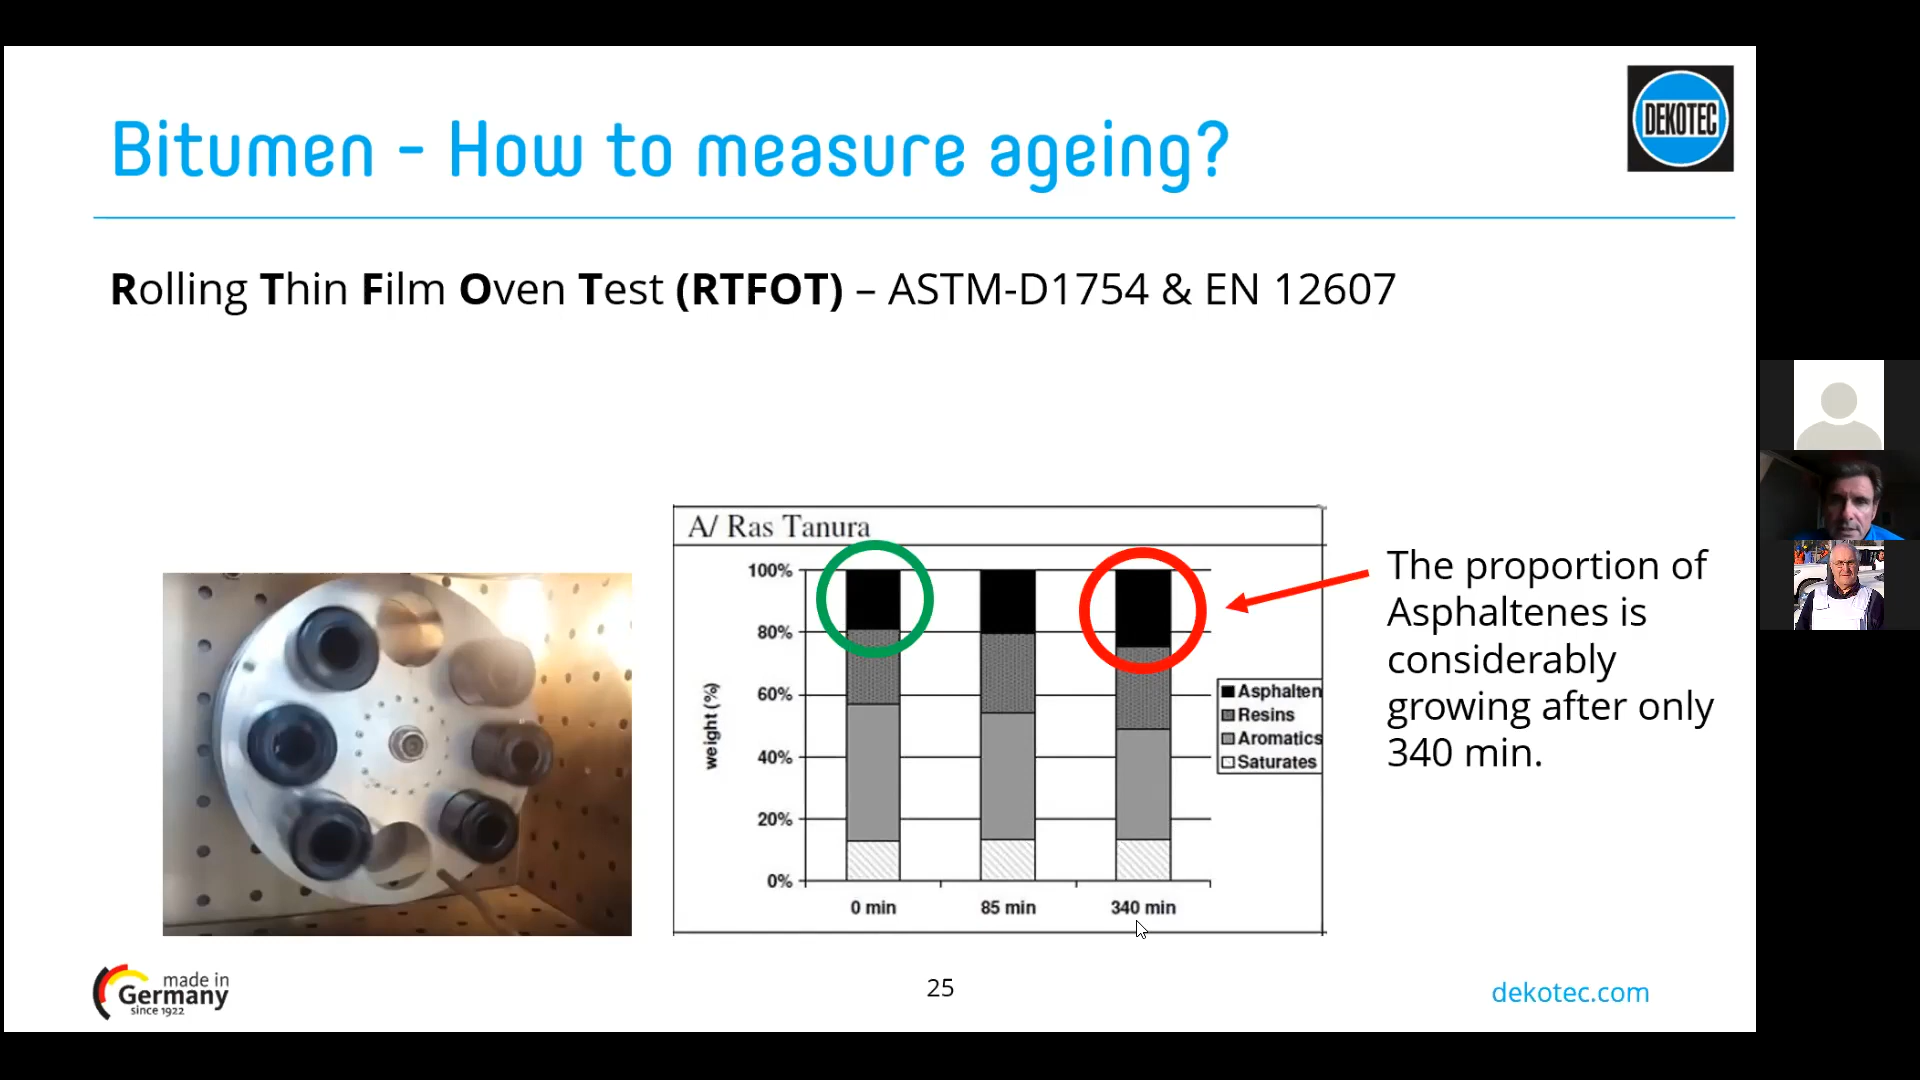 Bitumen - How to measure ageing?
DEKOTEC
Rolling Thin Film Oven Test (RTFOT) – ASTM-D1754 & EN 12607
A/ Ras Tanura
100%
80%
60%
40%
20%
0%
weight (%)
0 min
85 min
340 min
Asphalten
Resins
Aromatics
Saturates
The proportion of
Asphaltenes is
considerably
growing after only
340 min.
made in
Germany
since 1922
25
dekotec.com